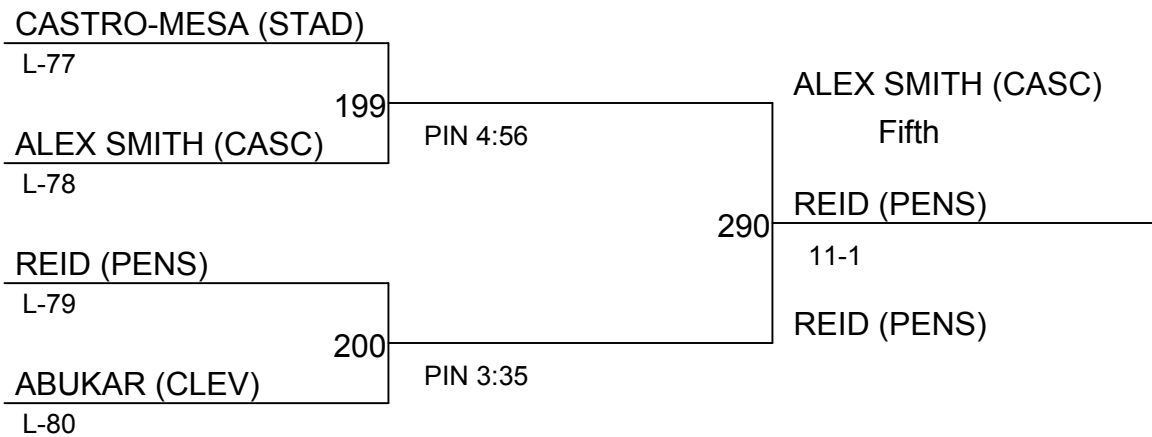 CASTRO-MESA (STAD)
L-77
199
ALEX SMITH (CASC)
L-78
PIN 4:56
REID (PENS)
L-79
200
ABUKAR (CLEV)
L-80
PIN 3:35
290
ALEX SMITH (CASC)
Fifth
REID (PENS)
11-1
REID (PENS)